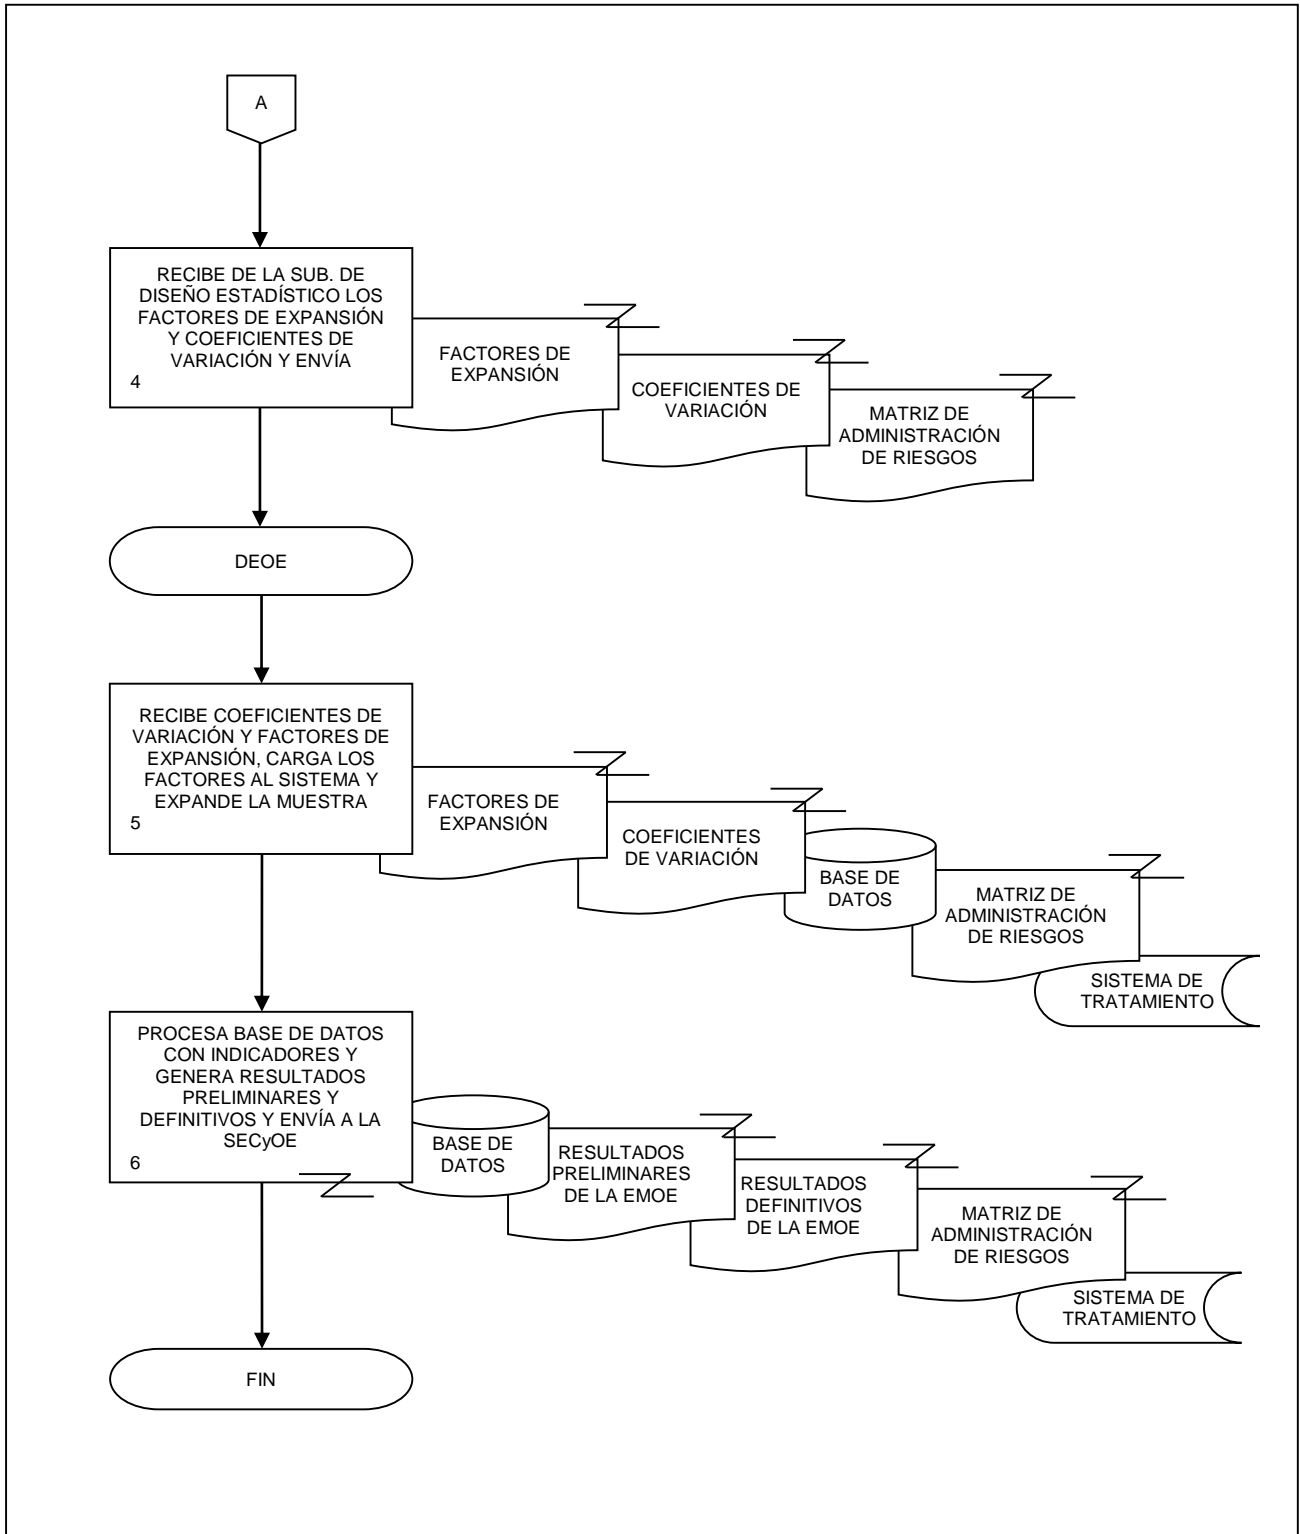 A
RECIBE DE LA SUB. DE
DISEÑO ESTADÍSTICO LOS
FACTORES DE EXPANSIÓN
Y COEFICIENTES DE
VARIACIÓN Y ENVÍA
4
FACTORES DE
EXPANSIÓN
COEFICIENTES DE
VARIACIÓN
MATRIZ DE
ADMINISTRACIÓN
DE RIESGOS
DEOE
RECIBE COEFICIENTES DE
VARIACIÓN Y FACTORES DE
EXPANSIÓN, CARGA LOS
FACTORES AL SISTEMA Y
EXPANDE LA MUESTRA
5
FACTORES DE
EXPANSIÓN
COEFICIENTES
DE VARIACIÓN
BASE DE
DATOS
MATRIZ DE
ADMINISTRACIÓN
DE RIESGOS
SISTEMA DE
TRATAMIENTO
PROCESA BASE DE DATOS
CON INDICADORES Y
GENERA RESULTADOS
PRELIMINARES Y
DEFINITIVOS Y ENVÍA A LA
SECyOE
6
BASE DE
DATOS
RESULTADOS
PRELIMINARES
DE LA EMOE
RESULTADOS
DEFINITIVOS
DE LA EMOE
MATRIZ DE
ADMINISTRACIÓN
DE RIESGOS
SISTEMA DE
TRATAMIENTO
FIN